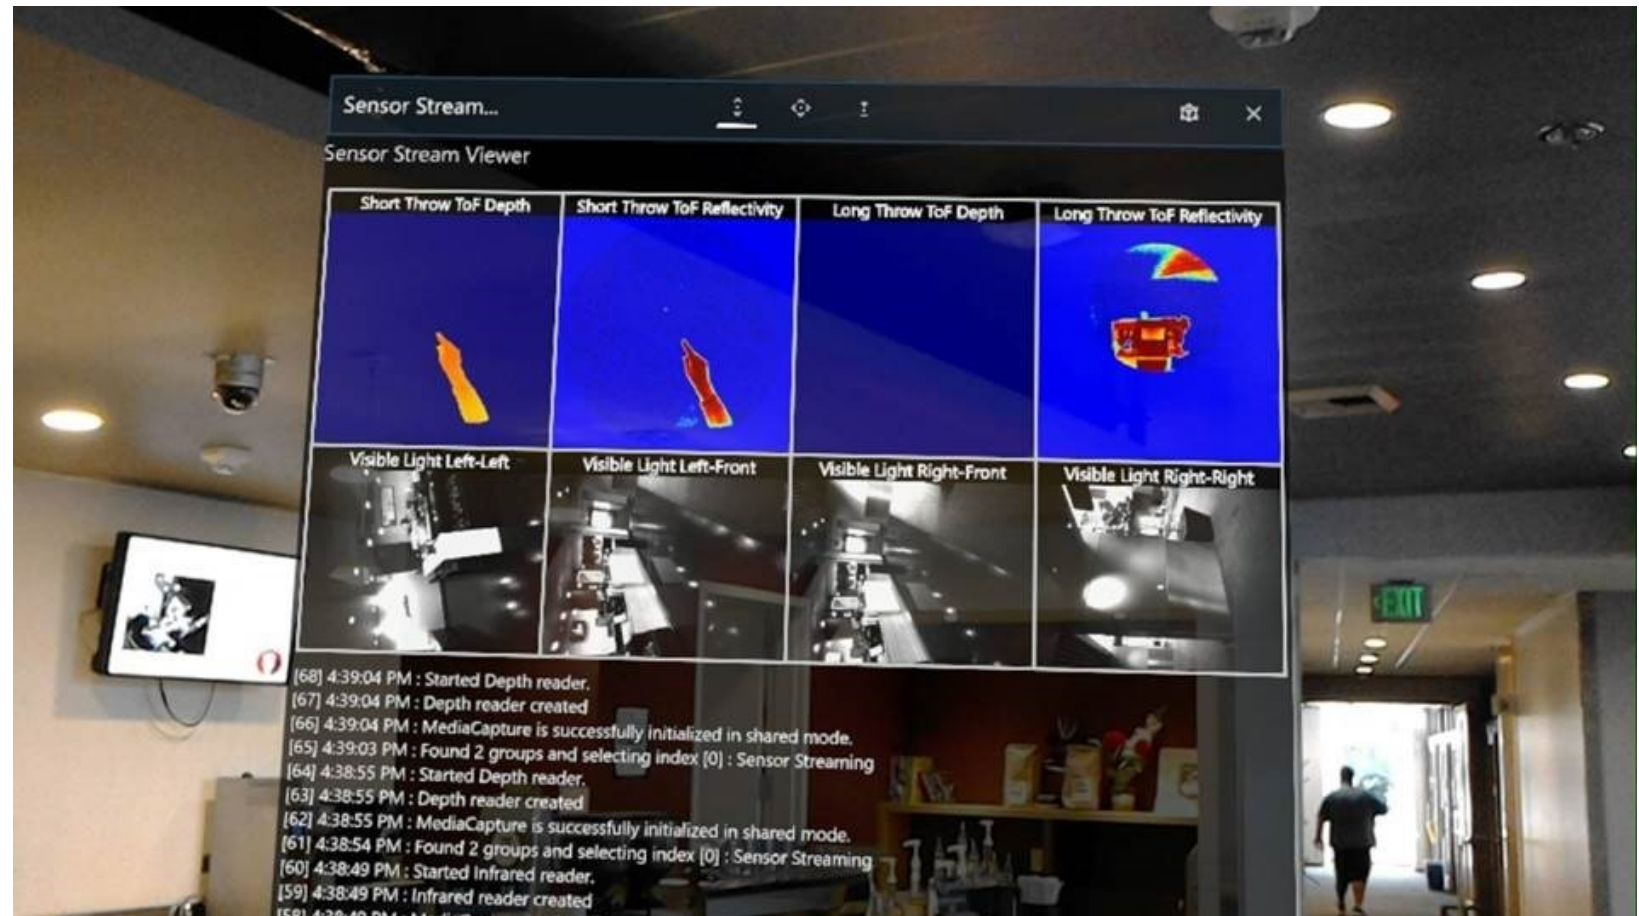 Sensor Stream...
Sensor Stream Viewer
Short Throw ToF Depth
Short Throw ToF Reflectivity
Long Throw ToF Depth
Long Throw ToF Reflectivity
Visible Light Left-Left
Visible Light Left-Front
Visible Light Right-Front
Visible Light Right-Right
[68] 4:39:04 PM : Started Depth reader.
[67] 4:39:04 PM : Depth reader created
[66] 4:39:04 PM : MediaCapture is successfully initialized in shared mode.
[65] 4:39:03 PM : Found 2 groups and selecting index [0] : Sensor Streaming
[64] 4:38:55 PM : Started Depth reader.
[63] 4:38:55 PM : Depth reader created
[62] 4:38:55 PM : MediaCapture is successfully initialized in shared mode.
[61] 4:38:54 PM : Found 2 groups and selecting index [0] : Sensor Streaming
[60] 4:38:49 PM : Started Infrared reader.
[59] 4:38:49 PM : Infrared reader created
EXIT